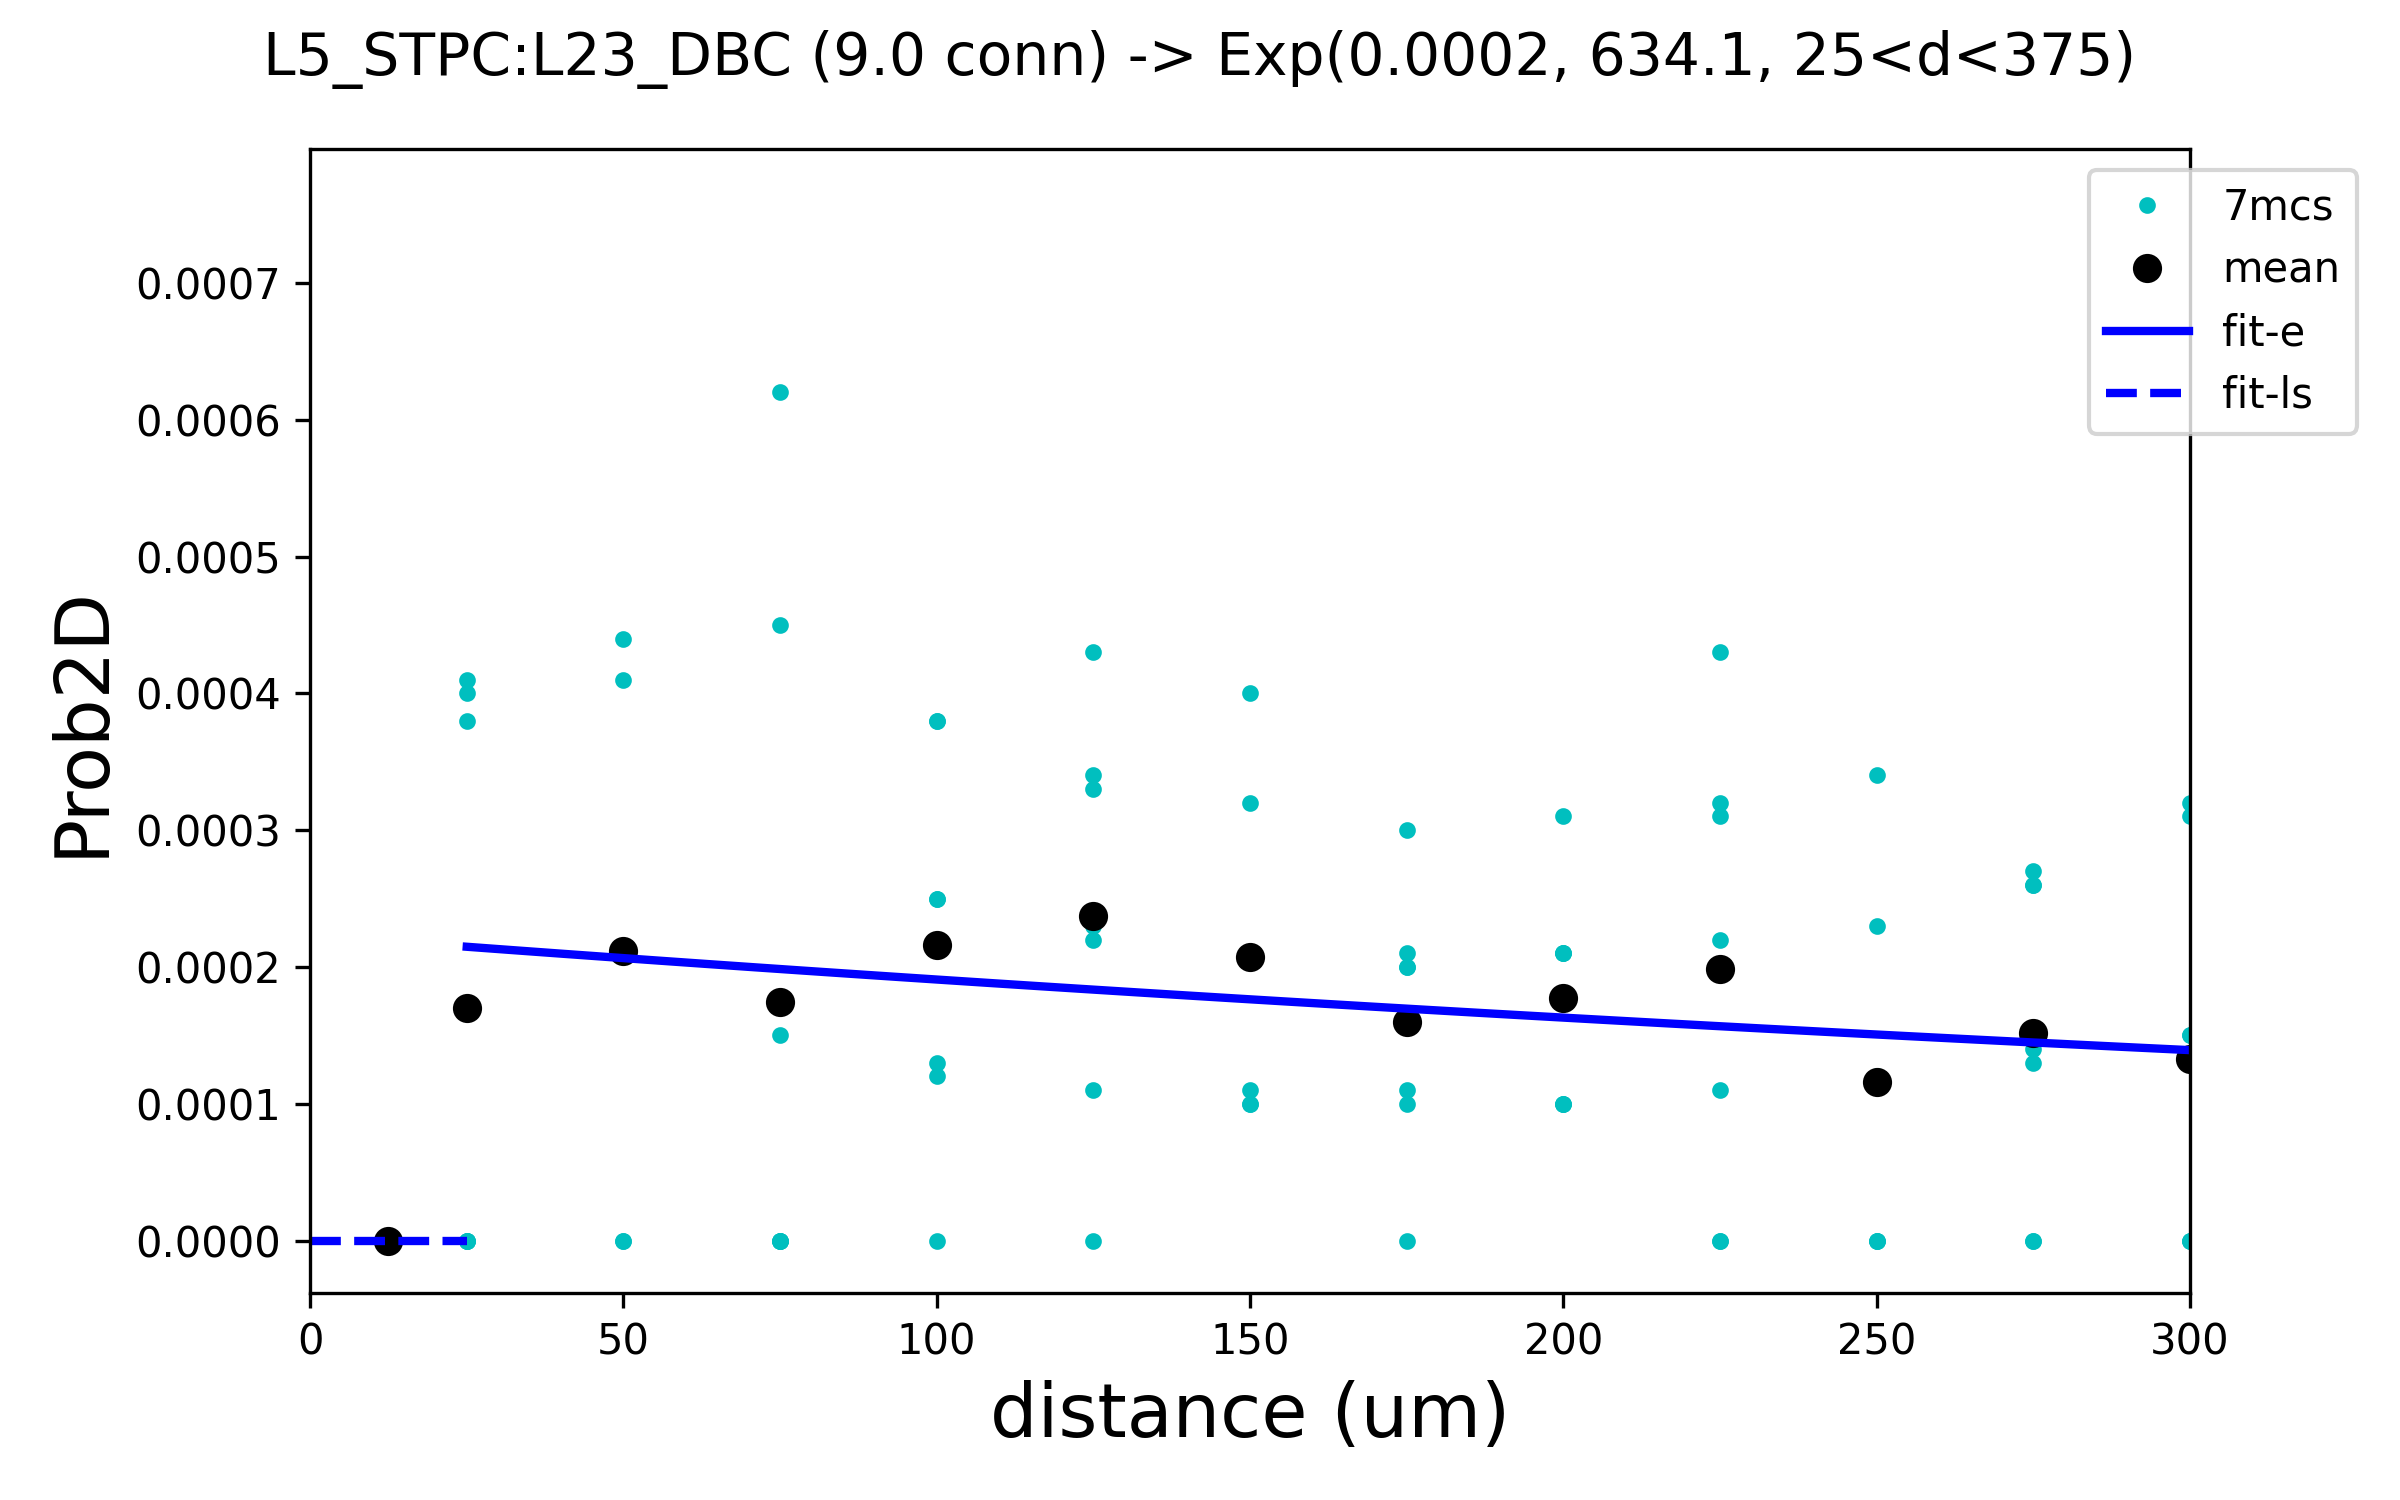 L5_STPC:L23_DBC (9.0 conn) -> Exp(0.0002, 634.1, 25<d<375)
7mcs
mean
fit-e
fit-ls
Prob2D
0.0007
0.0006
0.0005
0.0004
0.0003
0.0002
0.0001
0.0000
0 50 100 150 200 250 300
distance (um)